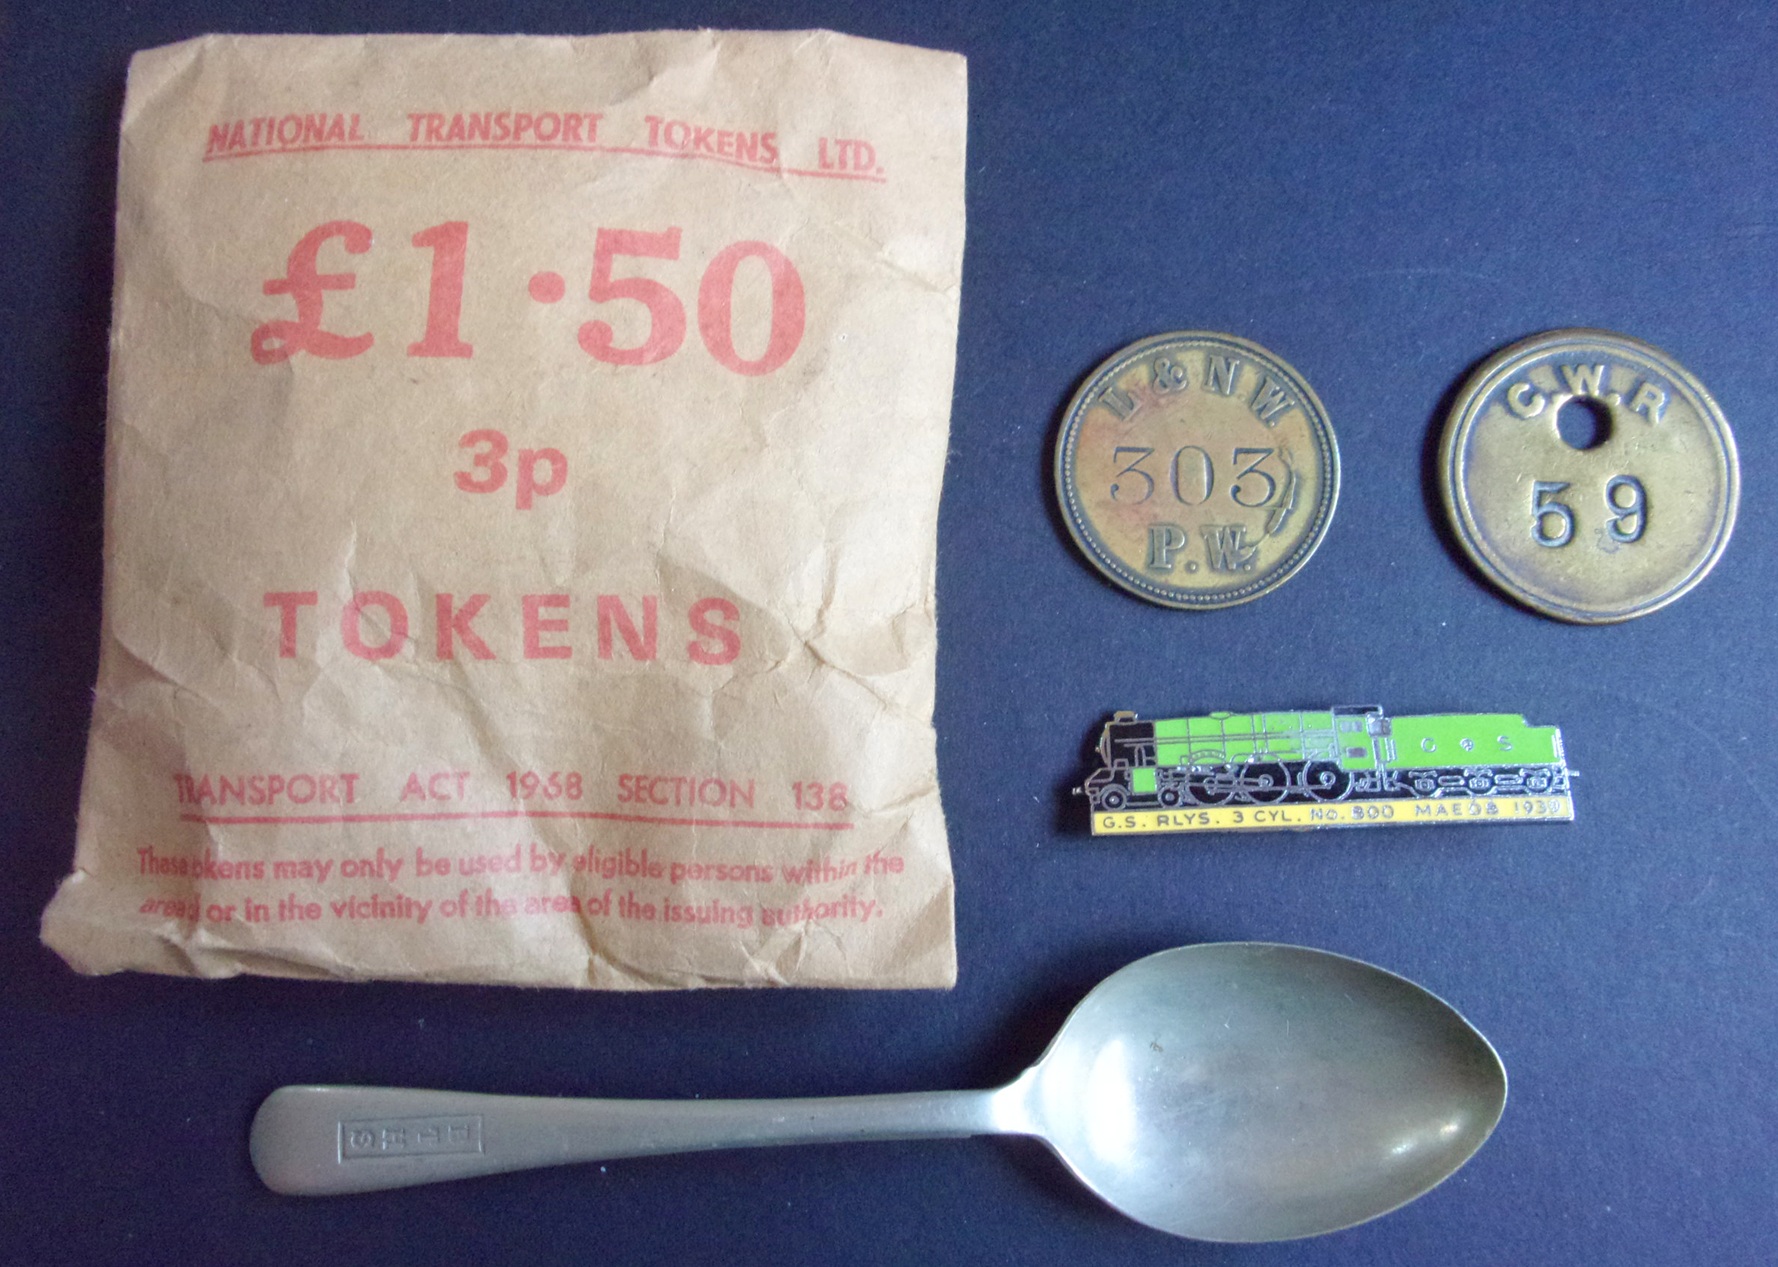 NATIONAL TRANSPORT TOKENS LTD.
£1·50
3p
TOKENS
TRANSPORT ACT 1968 SECTION 138
These tokens may only be used by eligible persons within the
area or in the vicinity of the area of the issuing authority.
L & N.W.
303
P.W.
G.W.R
59
G S
G.S. RLYS. 3 CYL. No. 800 MAEDB 1939